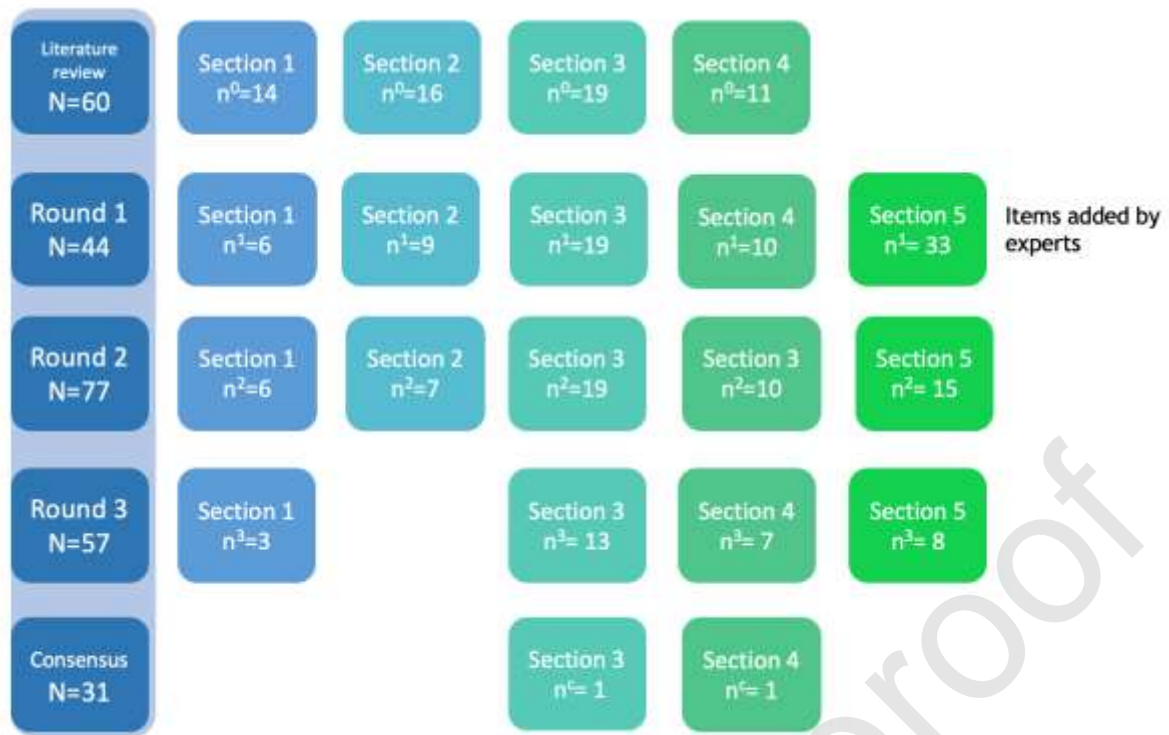 Literature
review
N=60
Section 1
n⁰=14
Section 2
n⁰=16
Section 3
n⁰=19
Section 4
n⁰=11
Round 1
N=44
Section 1
n¹=6
Section 2
n¹=9
Section 3
n¹=19
Section 4
n¹=10
Section 5
n¹= 33
Items added by
experts
Round 2
N=77
Section 1
n²=6
Section 2
n²=7
Section 3
n²=19
Section 3
n²=10
Section 5
n²= 15
Round 3
N=57
Section 1
n³=3
Section 3
n³= 13
Section 4
n³= 7
Section 5
n³= 8
Consensus
N=31
Section 3
nᶜ= 1
Section 4
nᶜ= 1
proof